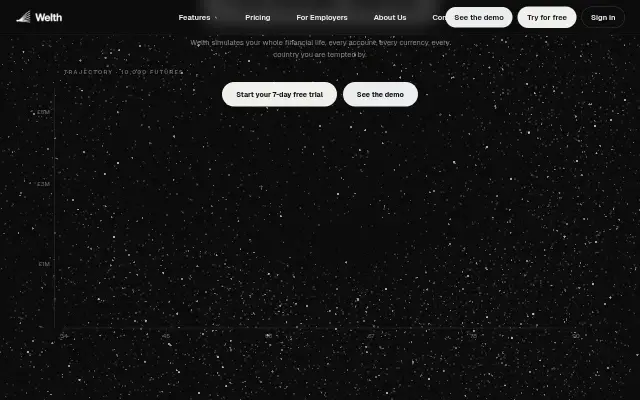 Welth
Features
Pricing
For Employers
About Us
Con
See the demo
Try for free
Sign in
Welth simulates your whole financial life, every account, every currency, every
country you are tempted by.
TRAJECTORY · 10,000 FUTURES
Start your 7-day free trial
See the demo
£1M